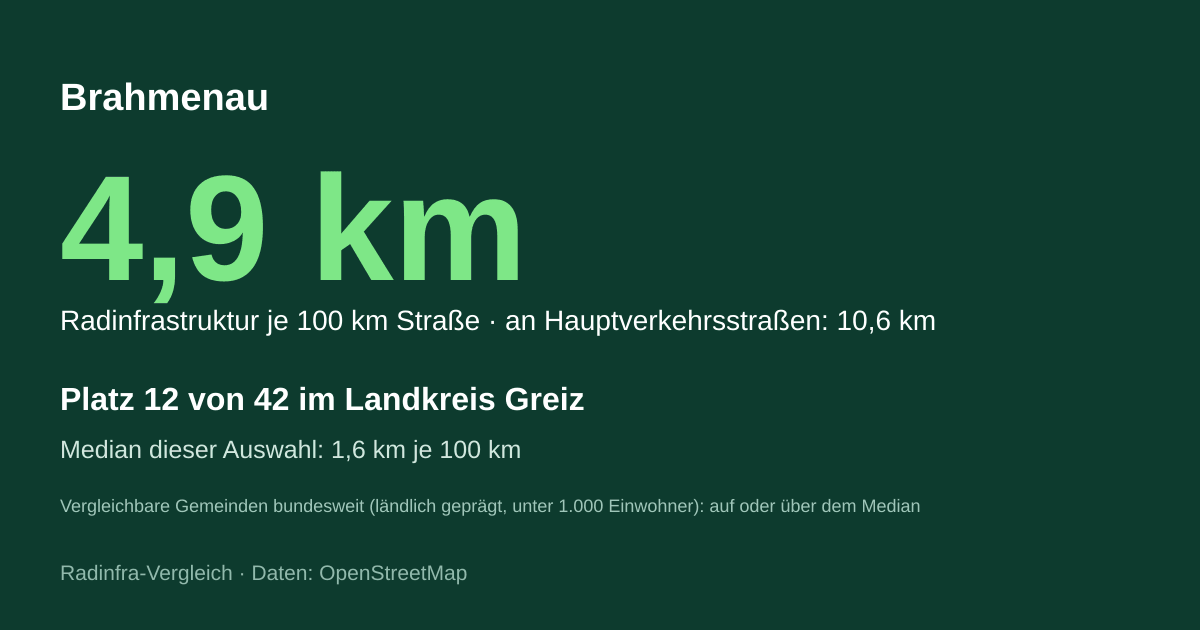 Brahmenau
4,9 km
Radinfrastruktur je 100 km Straße · an Hauptverkehrsstraßen: 10,6 km
Platz 12 von 42 im Landkreis Greiz
Median dieser Auswahl: 1,6 km je 100 km
Vergleichbare Gemeinden bundesweit (ländlich geprägt, unter 1.000 Einwohner): auf oder über dem Median
Radinfra-Vergleich · Daten: OpenStreetMap